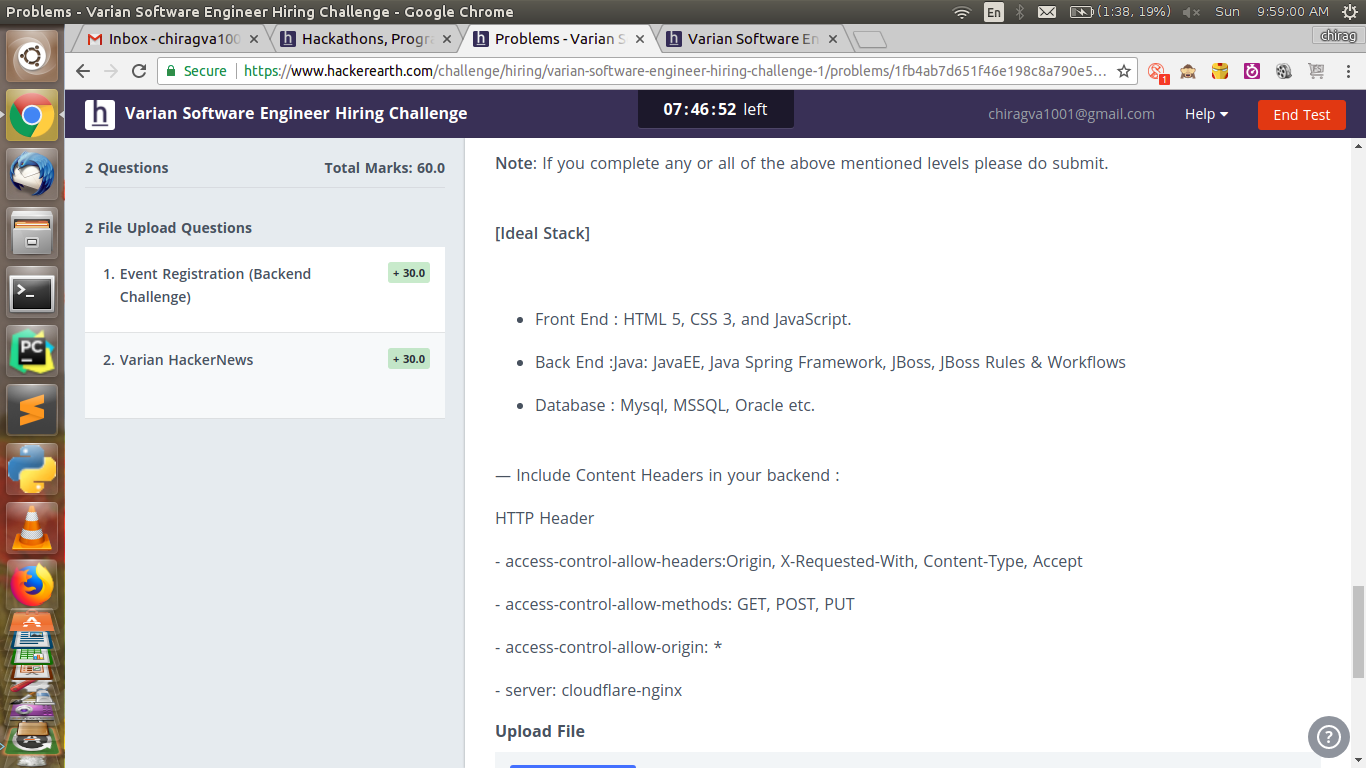 Problems - Varian Software Engineer Hiring Challenge - Google Chrome
En
(1:38, 19%)
Sun
9:59:00 AM
Inbox - chiragva100
Hackathons, Progra
Problems - Varian S
Varian Software En
chirag
Secure
https://www.hackerearth.com/challenge/hiring/varian-software-engineer-hiring-challenge-1/problems/1fb4ab7d651f46e198c8a790e5...
1
h
Varian Software Engineer Hiring Challenge
07:46:52 left
chiragva1001@gmail.com
Help
End Test
2 Questions
Total Marks: 60.0
2 File Upload Questions
1. Event Registration (Backend
Challenge)
+ 30.0
2. Varian HackerNews
+ 30.0
Note: If you complete any or all of the above mentioned levels please do submit.
[Ideal Stack]
• Front End : HTML 5, CSS 3, and JavaScript.
• Back End :Java: JavaEE, Java Spring Framework, JBoss, JBoss Rules & Workflows
• Database : Mysql, MSSQL, Oracle etc.
— Include Content Headers in your backend :
HTTP Header
- access-control-allow-headers:Origin, X-Requested-With, Content-Type, Accept
- access-control-allow-methods: GET, POST, PUT
- access-control-allow-origin: *
- server: cloudflare-nginx
Upload File
PC
?